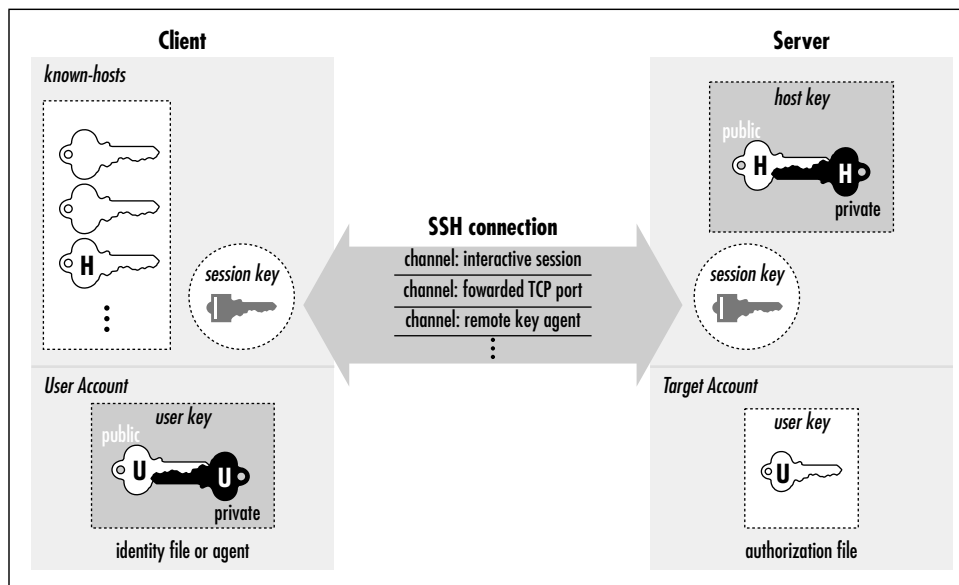 Client
known-hosts
H
session key
User Account
user key
public
U
U
private
identity file or agent
SSH connection
channel: interactive session
channel: fowarded TCP port
channel: remote key agent
Server
host key
public
H
H
private
session key
Target Account
user key
U
authorization file